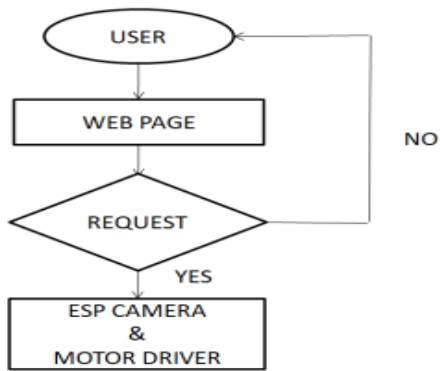 USER
WEB PAGE
NO
REQUEST
YES
ESP CAMERA
&
MOTOR DRIVER